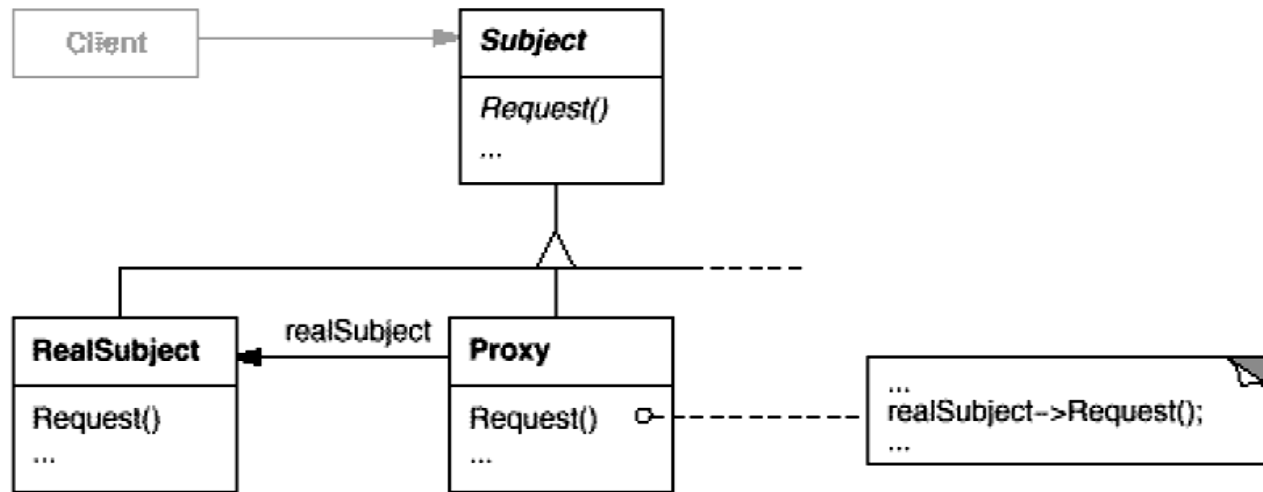 Client
Subject
Request()
...
RealSubject
Request()
...
realSubject
Proxy
Request()
...
...
realSubject->Request();
...